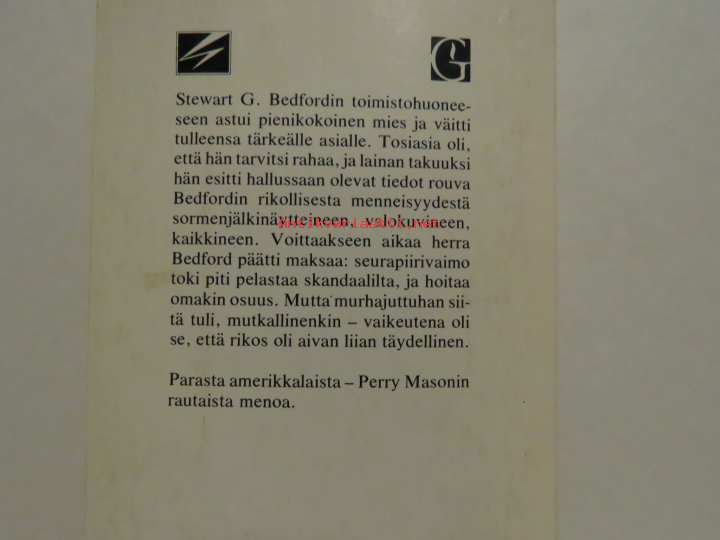 G
Stewart G. Bedfordin toimistohuonee-
seen astui pienikokoinen mies ja väitti
tulleensa tärkeälle asialle. Tosiasia oli,
että hän tarvitsi rahaa, ja lainan takuuksi
hän esitti hallussaan olevat tiedot rouva
Bedfordin rikollisesta menneisyydestä
sormenjälkinäytteineen, valokuvineen,
kaikkineen. Voittaakseen aikaa herra
Bedford päätti maksaa: seurapiirivaimo
toki piti pelastaa skandaalilta, ja hoitaa
omakin osuus. Mutta murhajuttuhan sii-
tä tuli, mutkallinenkin – vaikeutena oli
se, että rikos oli aivan liian täydellinen.
Parasta amerikkalaista – Perry Masonin
rautaista menoa.